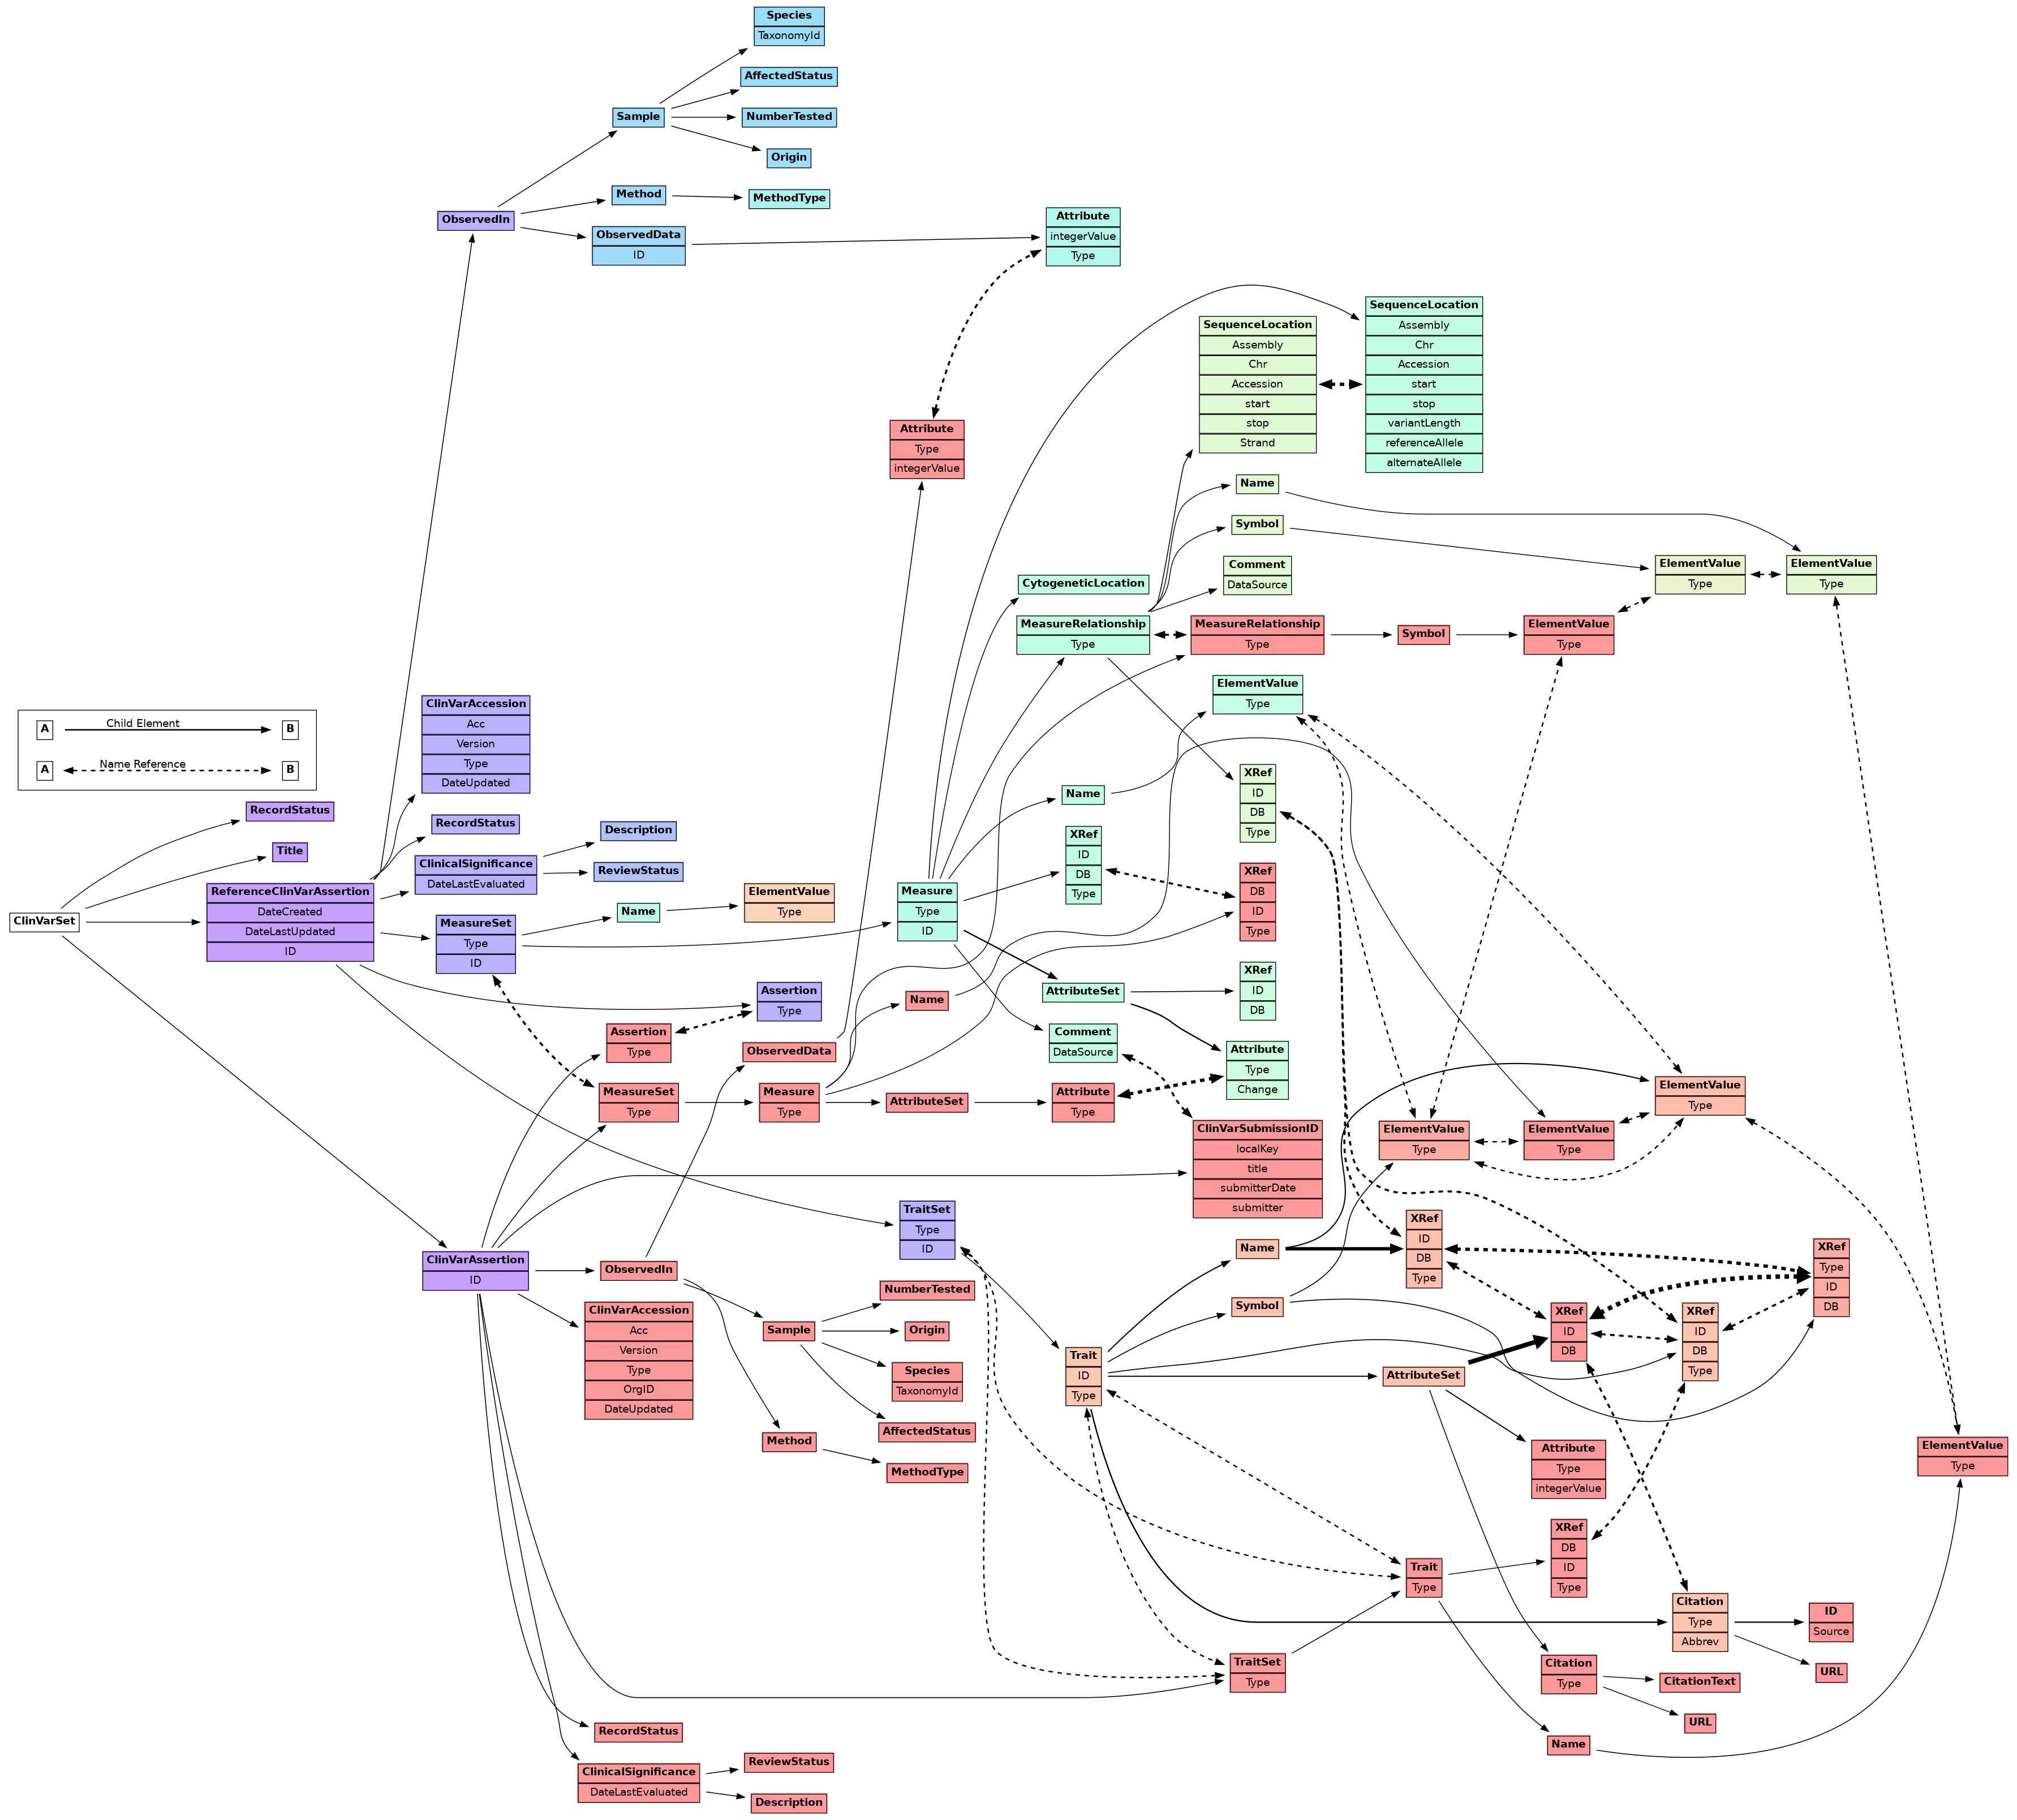 Species
TaxonomyId
AffectedStatus
Sample
NumberTested
Origin
Method
MethodType
ObservedIn
ObservedData
ID
Attribute
integerValue
Type
SequenceLocation
Assembly
Chr
Accession
start
stop
variantLength
referenceAllele
alternateAllele
SequenceLocation
Assembly
Chr
Accession
start
stop
Strand
Attribute
Type
integerValue
Name
Symbol
Comment
DataSource
ElementValue
Type
ElementValue
Type
CytogeneticLocation
MeasureRelationship
Type
MeasureRelationship
Type
Symbol
ElementValue
Type
ElementValue
Type
ClinVarAccession
Acc
Version
Type
DateUpdated
A
Child Element
B
A
Name Reference
B
XRef
ID
DB
Type
Name
RecordStatus
RecordStatus
Description
XRef
ID
DB
Type
Title
ClinicalSignificance
DateLastEvaluated
ReviewStatus
XRef
DB
ID
Type
ClinVarSet
ReferenceClinVarAssertion
DateCreated
DateLastUpdated
ID
Name
ElementValue
Type
Measure
Type
ID
MeasureSet
Type
ID
XRef
ID
DB
Assertion
Type
Name
AttributeSet
Assertion
Type
ObservedData
Comment
DataSource
Attribute
Type
Change
MeasureSet
Type
Measure
Type
AttributeSet
Attribute
Type
ElementValue
Type
ClinVarSubmissionID
localKey
title
submitterDate
submitter
ElementValue
Type
ElementValue
Type
TraitSet
Type
ID
Name
XRef
ID
DB
Type
XRef
Type
ID
DB
ClinVarAssertion
ID
ObservedIn
NumberTested
Symbol
ClinVarAccession
Acc
Version
Type
OrgID
DateUpdated
Sample
Origin
XRef
ID
DB
XRef
ID
DB
Type
Trait
ID
Type
Species
TaxonomyId
AttributeSet
AffectedStatus
Method
MethodType
Attribute
Type
integerValue
ElementValue
Type
XRef
DB
ID
Type
Trait
Type
Citation
Type
Abbrev
ID
Source
TraitSet
Type
Citation
Type
CitationText
URL
URL
RecordStatus
Name
ClinicalSignificance
DateLastEvaluated
ReviewStatus
Description